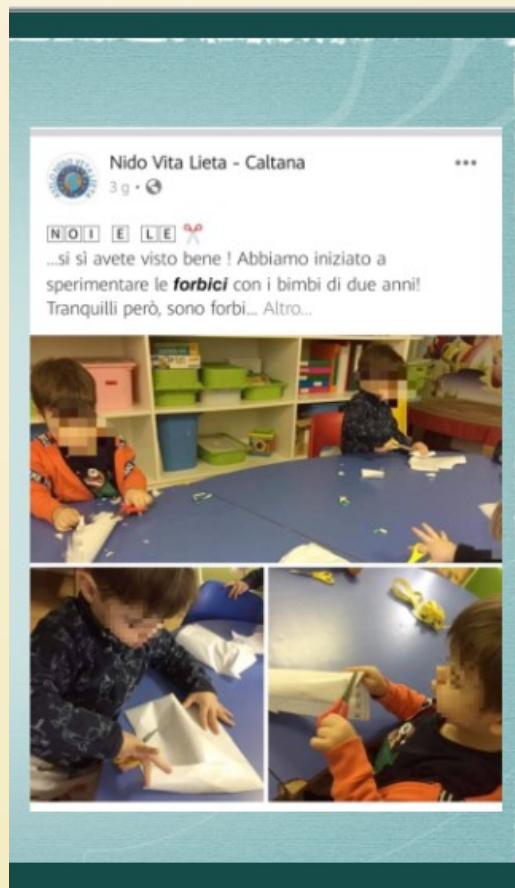 Nido Vita Lieta - Caltana
3 g
NOI E LE
...si sì avete visto bene ! Abbiamo iniziato a
sperimentare le forbici con i bimbi di due anni!
Tranquilli però, sono forbi... Altro...